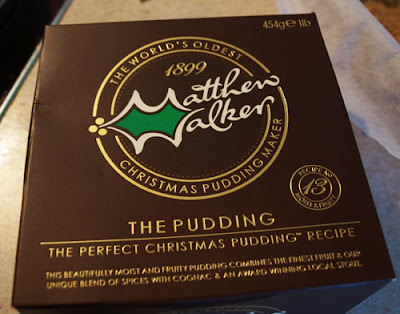 454g℮ 1lb
THE WORLD'S OLDEST
1899
Matthew
Walker
CHRISTMAS PUDDING MAKER
RECIPE Nº
13
MOIST & FRUITY
THE PUDDING
THE PERFECT CHRISTMAS PUDDING™ RECIPE
THIS BEAUTIFULLY MOIST AND FRUITY PUDDING COMBINES THE FINEST FRUIT & OUR
UNIQUE BLEND OF SPICES WITH COGNAC & AN AWARD WINNING LOCAL STOUT.